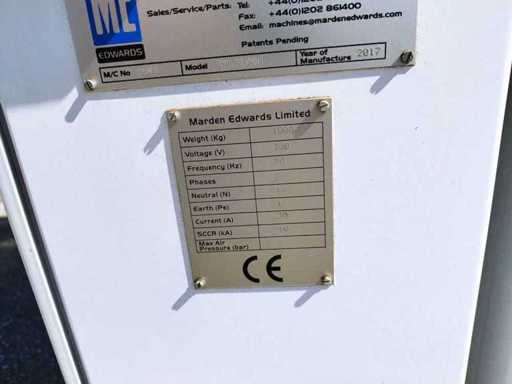 ME
EDWARDS
Sales/Service/Parts: Tel:
Fax: +44(0)1202 861400
Email: machines@mardenedwards.com
Patents Pending
M/C No Model Year of Manufacture 2017
Marden Edwards Limited
Weight (Kg) 1000
Voltage (V)
Frequency (Hz)
Phases
Neutral (N)
Earth (Pe)
Current (A)
SCCR (kA) 10
Max Air
Pressure (bar)
CE